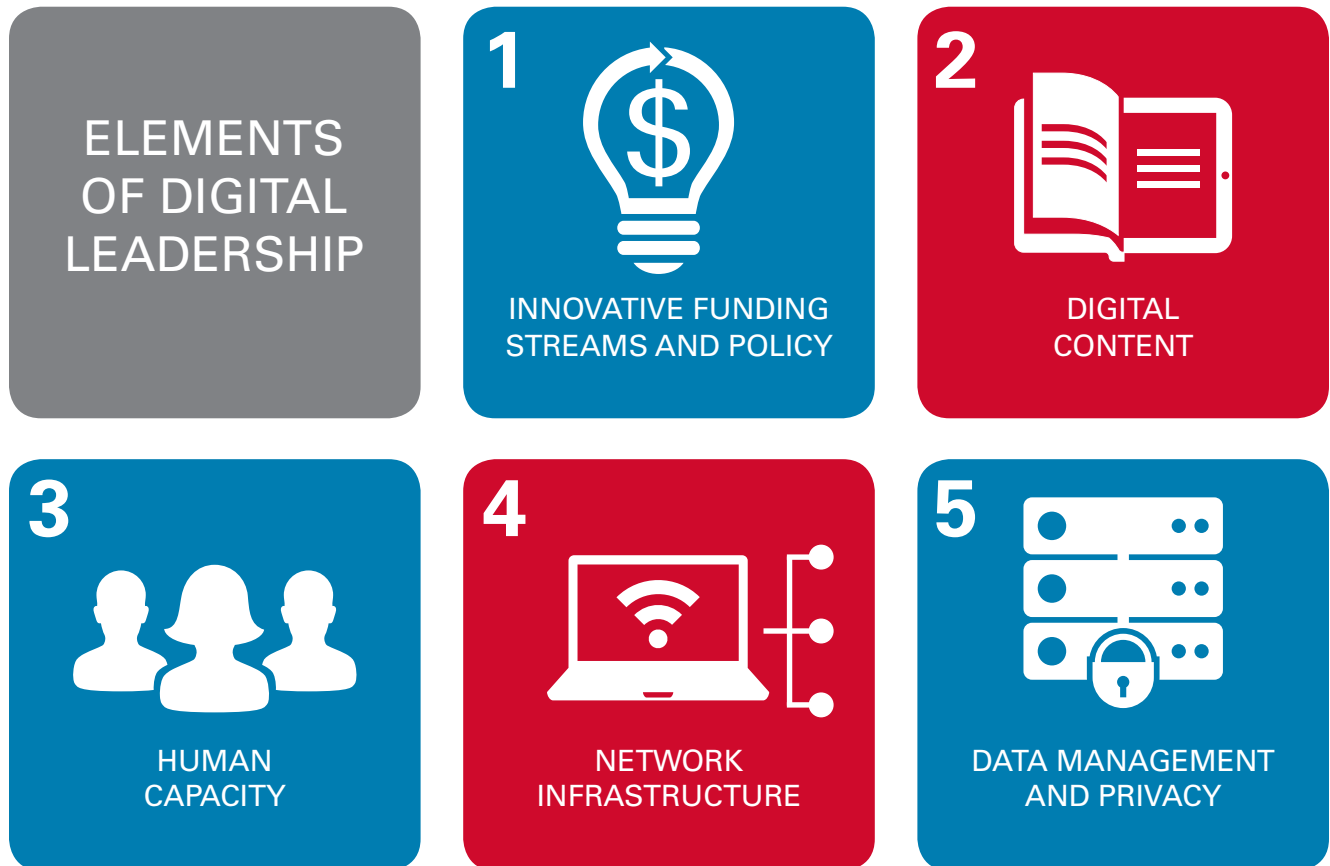 ELEMENTS
OF DIGITAL
LEADERSHIP
1
$
INNOVATIVE FUNDING
STREAMS AND POLICY
2
DIGITAL
CONTENT
3
HUMAN
CAPACITY
4
NETWORK
INFRASTRUCTURE
5
DATA MANAGEMENT
AND PRIVACY